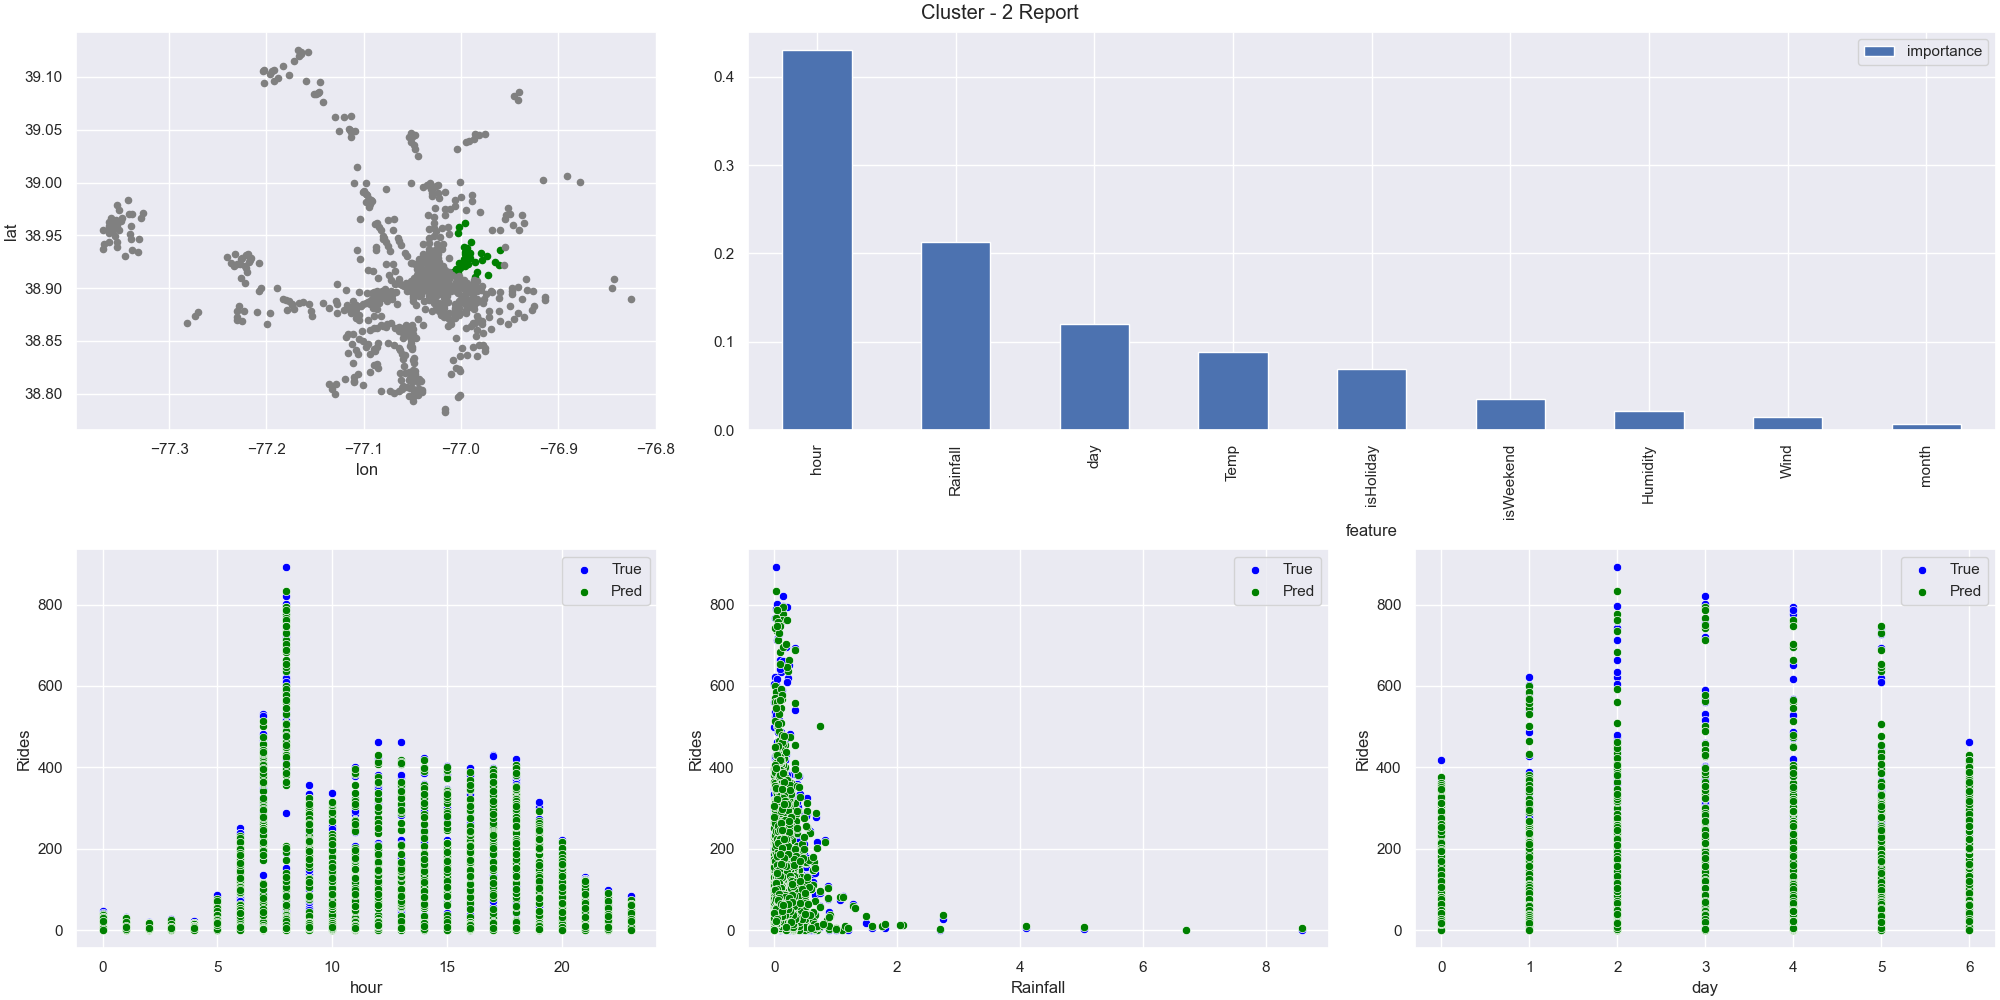 Cluster - 2 Report
39.10
39.05
39.00
38.95
38.90
38.85
38.80
lat
−77.3 −77.2 −77.1 −77.0 −76.9 −76.8
lon
importance
0.4
0.3
0.2
0.1
0.0
hour Rainfall day Temp isHoliday isWeekend Humidity Wind month
feature
True
Pred
800
600
400
200
0
Rides
0 5 10 15 20
hour
True
Pred
800
600
400
200
0
Rides
0 2 4 6 8
Rainfall
True
Pred
800
600
400
200
0
Rides
0 1 2 3 4 5 6
day